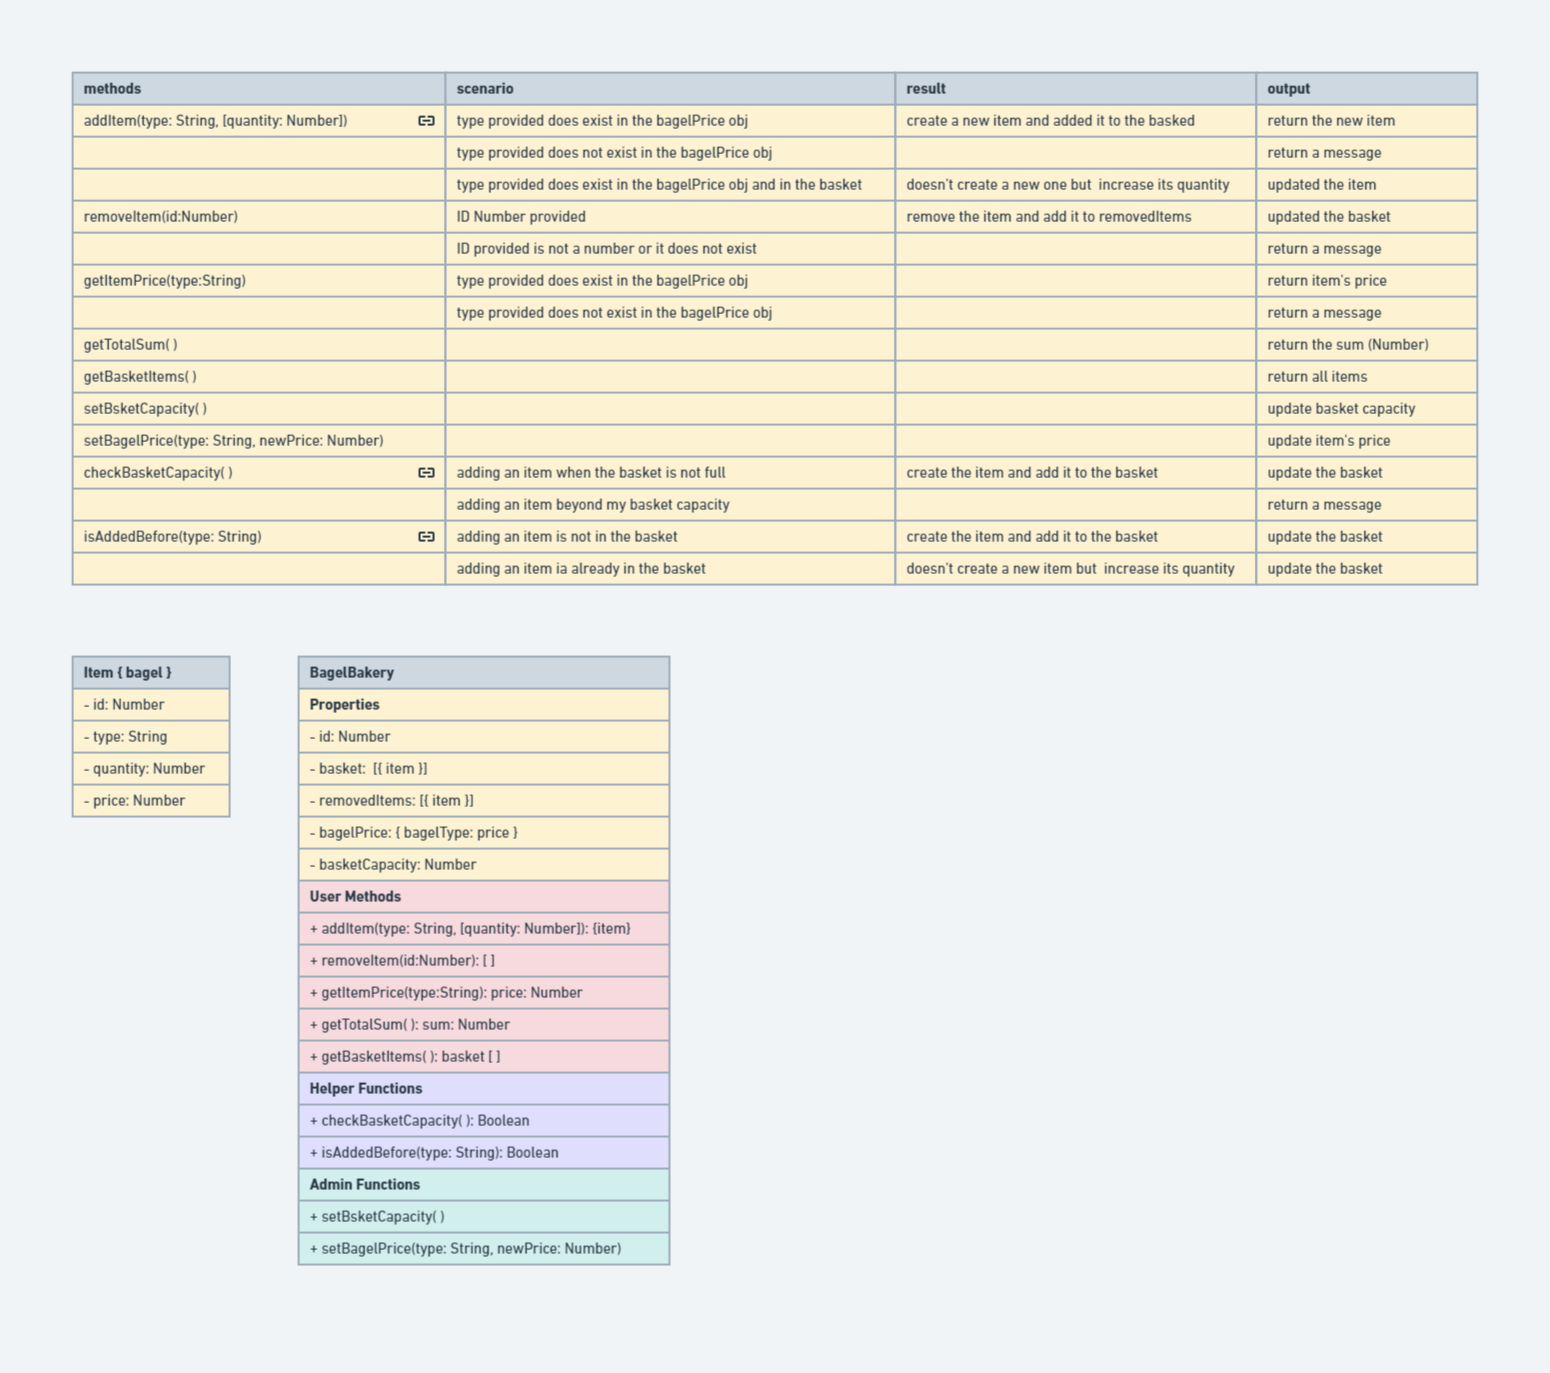 methods scenario result output
addItem(type: String, [quantity: Number]) type provided does exist in the bagelPrice obj create a new item and added it to the basked return the new item
type provided does not exist in the bagelPrice obj return a message
type provided does exist in the bagelPrice obj and in the basket doesn't create a new one but  increase its quantity updated the item
removeItem(id:Number) ID Number provided remove the item and add it to removedItems updated the basket
ID provided is not a number or it does not exist return a message
getItemPrice(type:String) type provided does exist in the bagelPrice obj return item's price
type provided does not exist in the bagelPrice obj return a message
getTotalSum( ) return the sum (Number)
getBasketItems( ) return all items
setBsketCapacity( ) update basket capacity
setBagelPrice(type: String, newPrice: Number) update item's price
checkBasketCapacity( ) adding an item when the basket is not full create the item and add it to the basket update the basket
adding an item beyond my basket capacity return a message
isAddedBefore(type: String) adding an item is not in the basket create the item and add it to the basket update the basket
adding an item ia already in the basket doesn't create a new item but  increase its quantity update the basket
Item { bagel }
- id: Number
- type: String
- quantity: Number
- price: Number
BagelBakery
Properties
- id: Number
- basket:  [{ item }]
- removedItems: [{ item }]
- bagelPrice: { bagelType: price }
- basketCapacity: Number
User Methods
+ addItem(type: String, [quantity: Number]): {item}
+ removeItem(id:Number): [ ]
+ getItemPrice(type:String): price: Number
+ getTotalSum( ): sum: Number
+ getBasketItems( ): basket [ ]
Helper Functions
+ checkBasketCapacity( ): Boolean
+ isAddedBefore(type: String): Boolean
Admin Functions
+ setBsketCapacity( )
+ setBagelPrice(type: String, newPrice: Number)